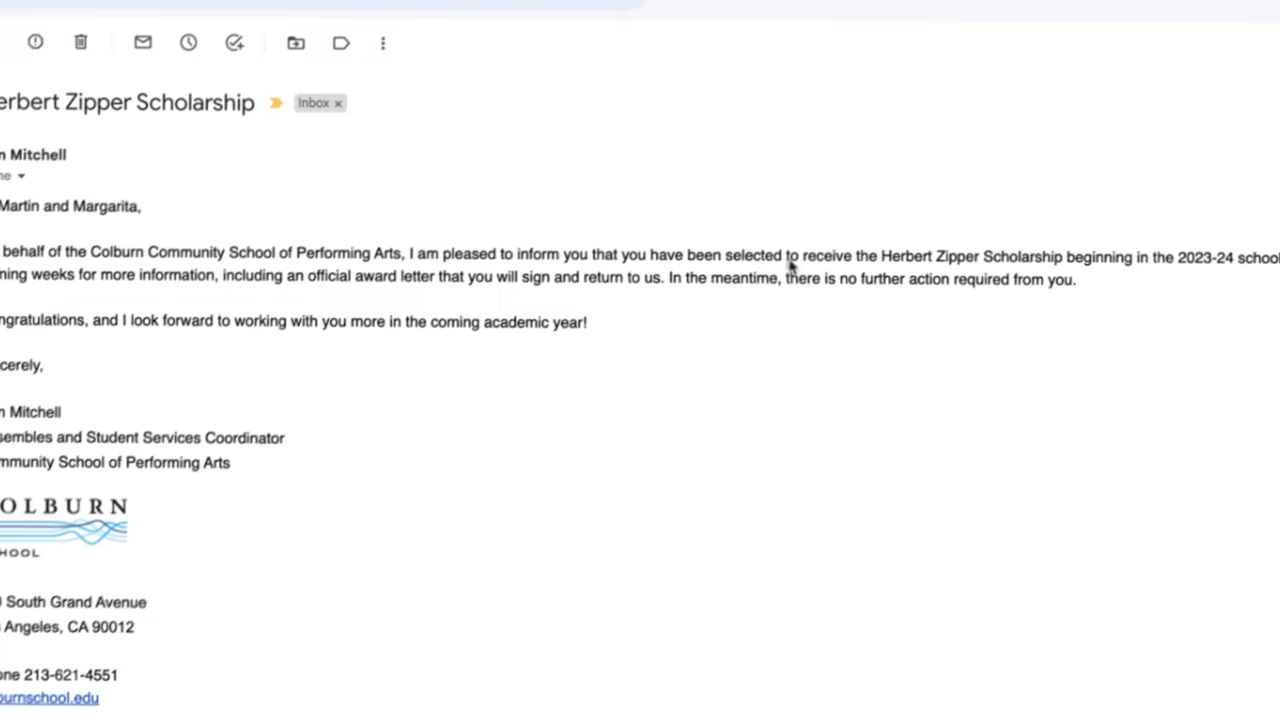 erbert Zipper Scholarship Inbox ×
n Mitchell
me
Martin and Margarita,
behalf of the Colburn Community School of Performing Arts, I am pleased to inform you that you have been selected to receive the Herbert Zipper Scholarship beginning in the 2023-24 school
ning weeks for more information, including an official award letter that you will sign and return to us. In the meantime, there is no further action required from you.
ngratulations, and I look forward to working with you more in the coming academic year!
cerely,
n Mitchell
sembles and Student Services Coordinator
mmunity School of Performing Arts
OLBURN
HOOL
South Grand Avenue
Angeles, CA 90012
one 213-621-4551
burnschool.edu